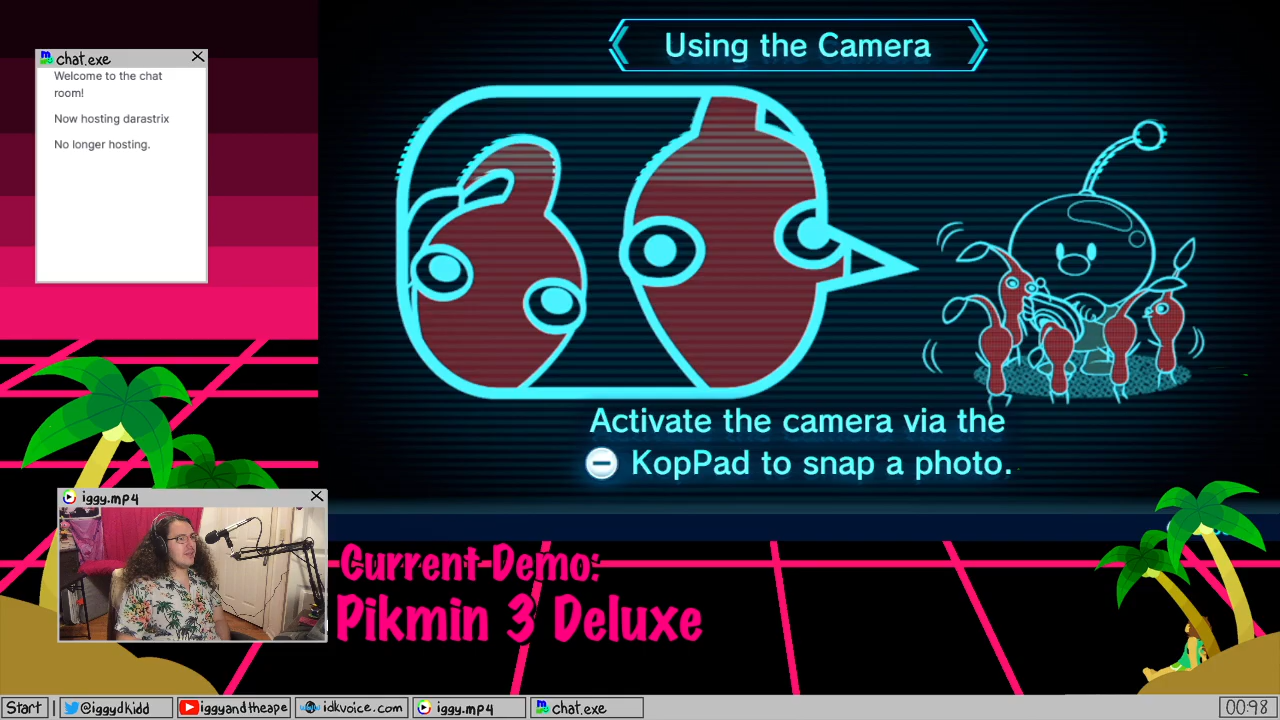 Using the Camera
chat.exe
Welcome to the chat
room!
Now hosting darastrix
No longer hosting.
Activate the camera via the
KopPad to snap a photo.
iggy.mp4
Current Demo:
Pikmin 3 Deluxe
Start
@iggydkidd
iggyandtheape
www idkvoice.com
iggy.mp4
chat.exe
00:98